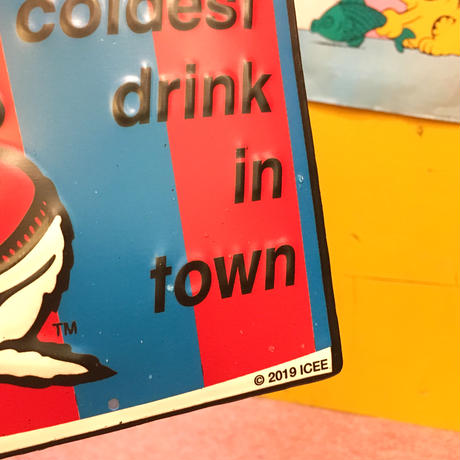 coldest
drink
in
town
TM
© 2019 ICEE